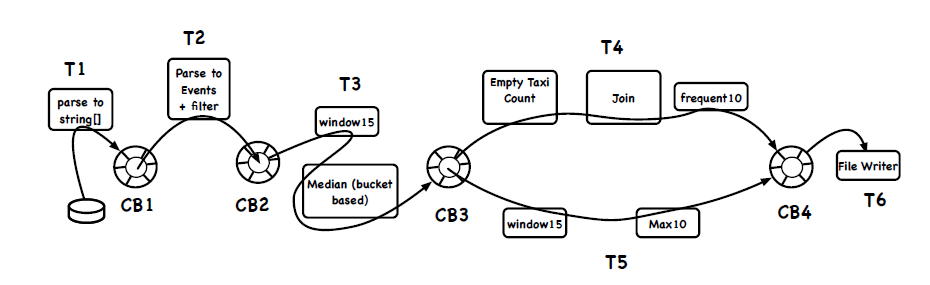 T1
parse to
string[]
CB1
T2
Parse to
Events
+ filter
CB2
T3
window15
Median (bucket
based)
CB3
T4
Empty Taxi
Count
Join
frequent10
window15
Max10
T5
CB4
File Writer
T6